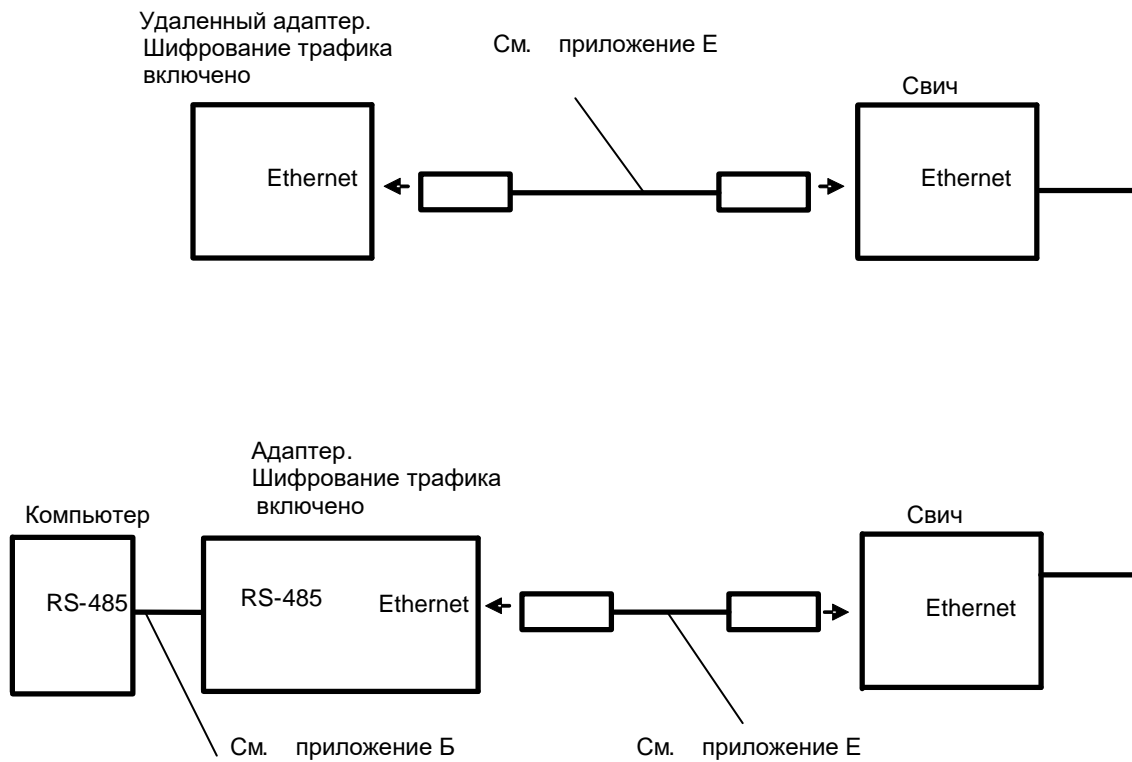 Удаленный адаптер.
Шифрование трафика
включено
См. приложение Е
Свич
Ethernet
Ethernet
Адаптер.
Шифрование трафика
включено
Компьютер
Свич
RS-485
RS-485
Ethernet
Ethernet
См. приложение Б
См. приложение Е